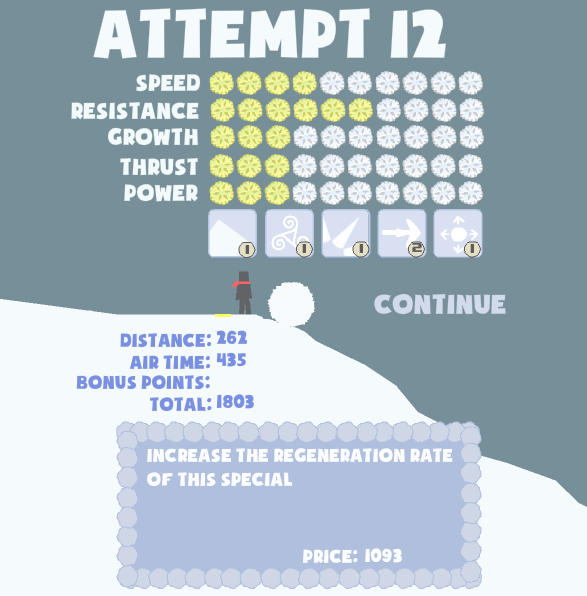 ATTEMPT 12
SPEED
RESISTANCE
GROWTH
THRUST
POWER
1 1 1 2 1
CONTINUE
DISTANCE: 262
AIR TIME: 435
BONUS POINTS:
TOTAL: 1803
INCREASE THE REGENERATION RATE
OF THIS SPECIAL
PRICE: 1093